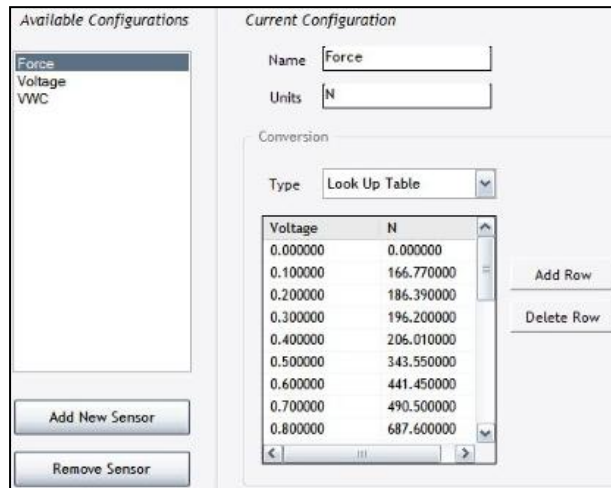 Available Configurations
Force
Voltage
VWC
Add New Sensor
Remove Sensor
Current Configuration
Name Force
Units N
Conversion
Type Look Up Table
Voltage N
0.000000 0.000000
0.100000 166.770000
0.200000 186.390000
0.300000 196.200000
0.400000 206.010000
0.500000 343.550000
0.600000 441.450000
0.700000 490.500000
0.800000 687.600000
Add Row
Delete Row